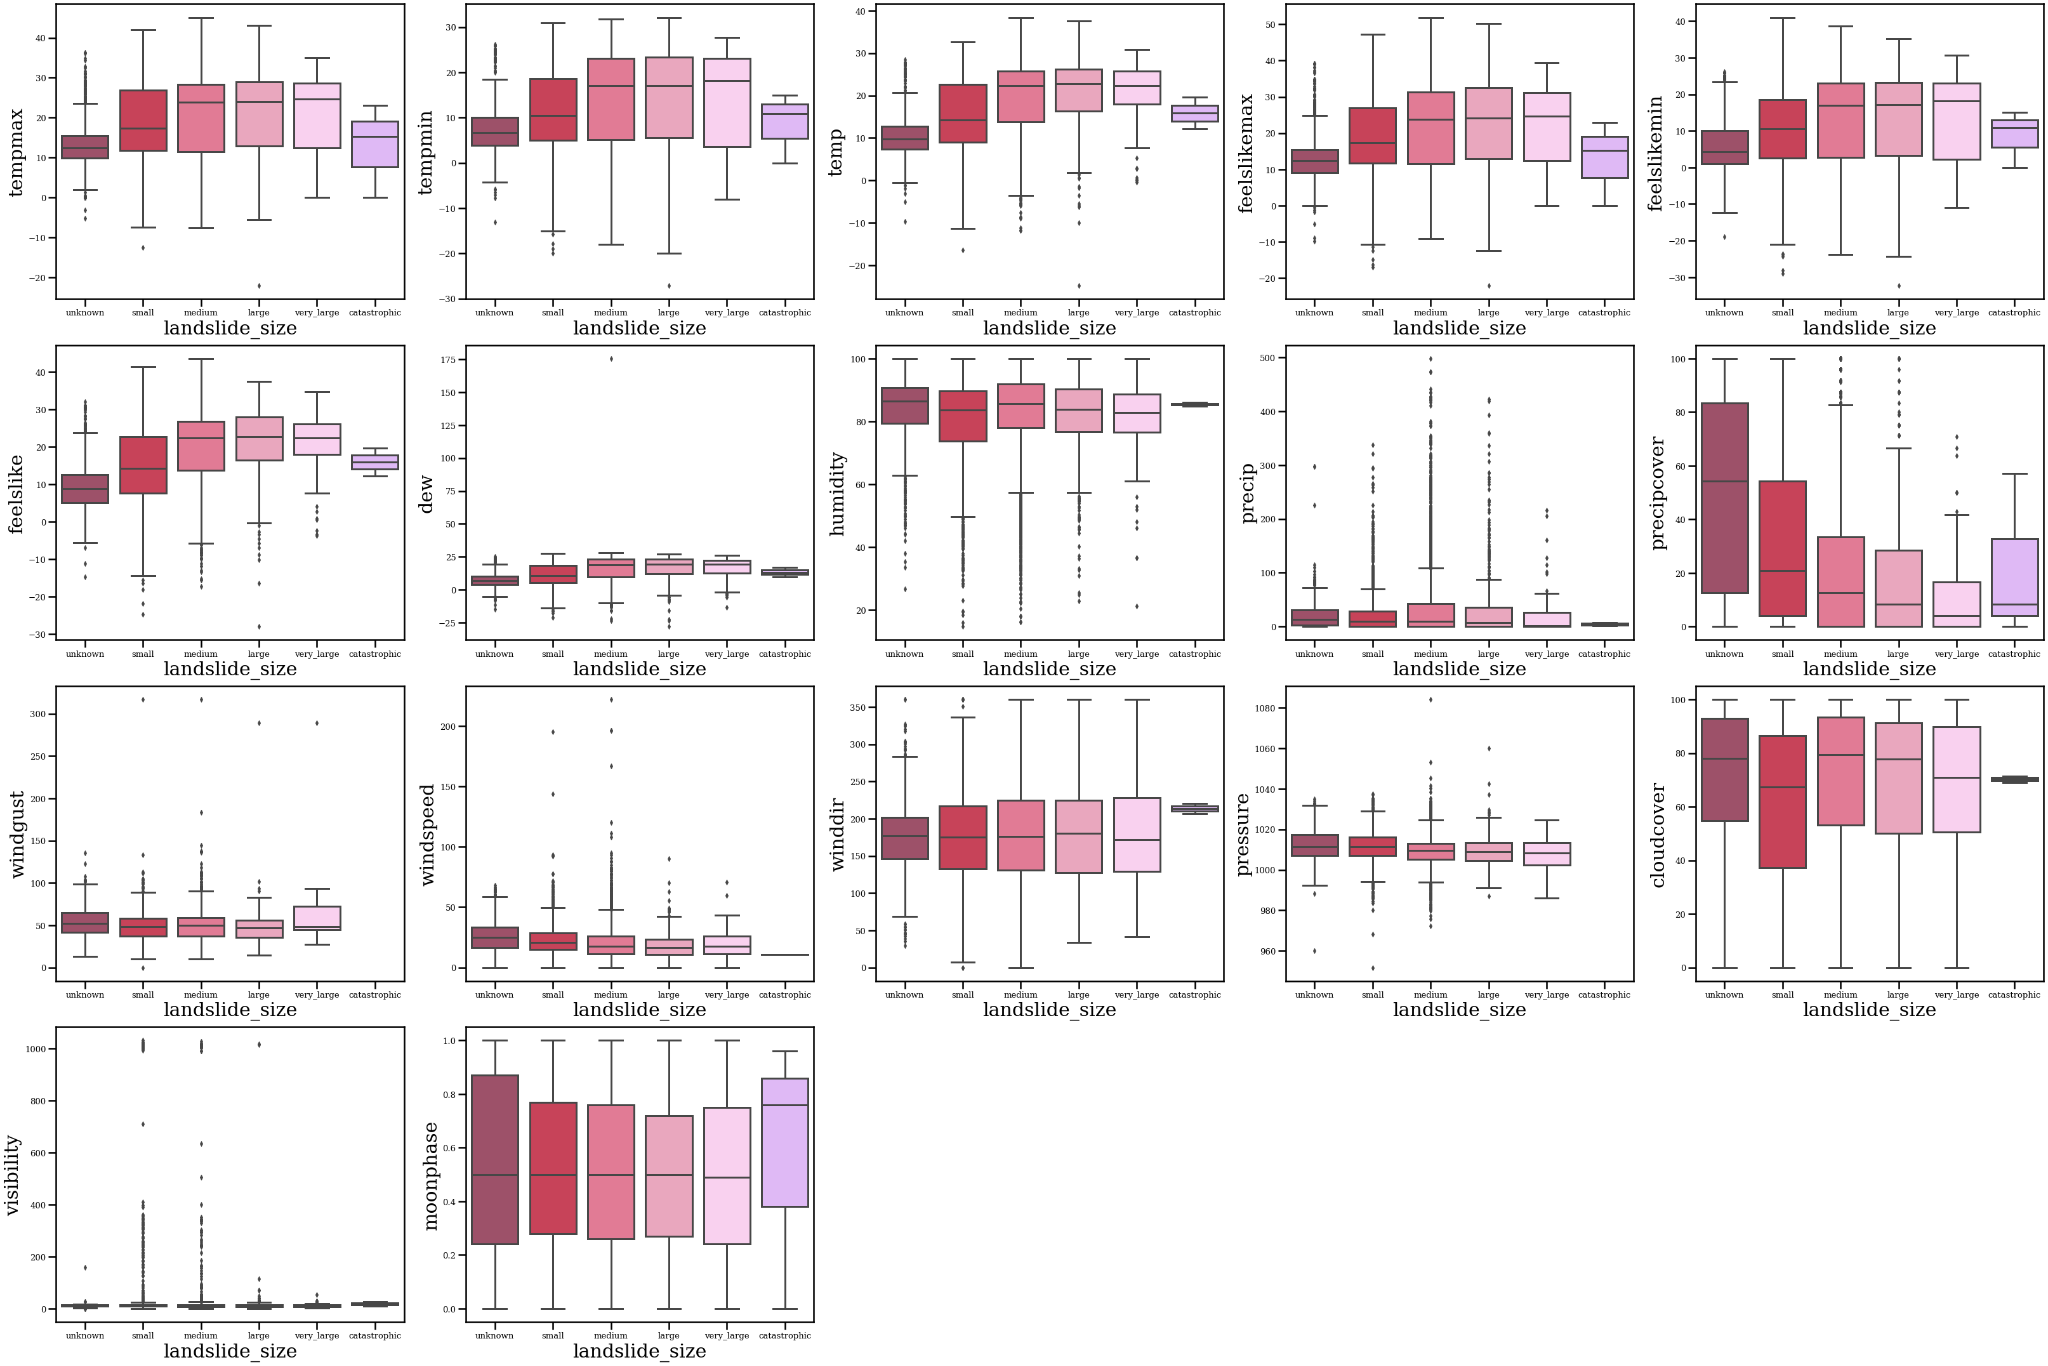 tempmax
40
30
20
10
0
−10
−20
unknown small medium large very_large catastrophic
landslide_size
tempmin
30
20
10
0
−10
−20
−30
unknown small medium large very_large catastrophic
landslide_size
temp
40
30
20
10
0
−10
−20
unknown small medium large very_large catastrophic
landslide_size
feelslikemax
50
40
30
20
10
0
−10
−20
unknown small medium large very_large catastrophic
landslide_size
feelslikemin
40
30
20
10
0
−10
−20
−30
unknown small medium large very_large catastrophic
landslide_size
feelslike
40
30
20
10
0
−10
−20
−30
unknown small medium large very_large catastrophic
landslide_size
dew
175
150
125
100
75
50
25
0
−25
unknown small medium large very_large catastrophic
landslide_size
humidity
100
80
60
40
20
unknown small medium large very_large catastrophic
landslide_size
precip
500
400
300
200
100
0
unknown small medium large very_large catastrophic
landslide_size
precipcover
100
80
60
40
20
0
unknown small medium large very_large catastrophic
landslide_size
windgust
300
250
200
150
100
50
0
unknown small medium large very_large catastrophic
landslide_size
windspeed
200
150
100
50
0
unknown small medium large very_large catastrophic
landslide_size
winddir
350
300
250
200
150
100
50
0
unknown small medium large very_large catastrophic
landslide_size
pressure
1080
1060
1040
1020
1000
980
960
unknown small medium large very_large catastrophic
landslide_size
cloudcover
100
80
60
40
20
0
unknown small medium large very_large catastrophic
landslide_size
visibility
1000
800
600
400
200
0
unknown small medium large very_large catastrophic
landslide_size
moonphase
1.0
0.8
0.6
0.4
0.2
0.0
unknown small medium large very_large catastrophic
landslide_size